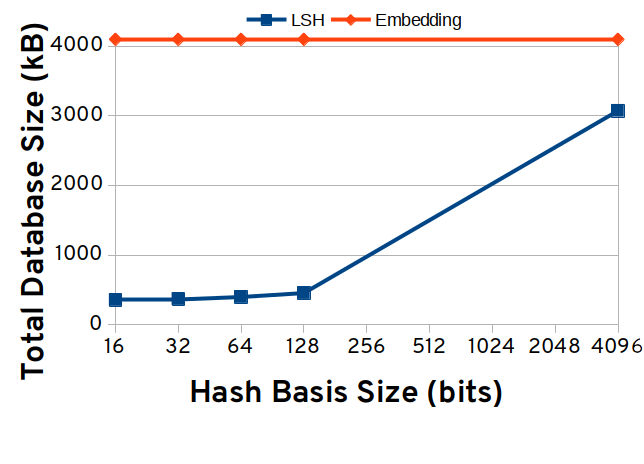 LSH Embedding
Total Database Size (kB)
4000
3000
2000
1000
0
16 32 64 128 256 512 1024 2048 4096
Hash Basis Size (bits)